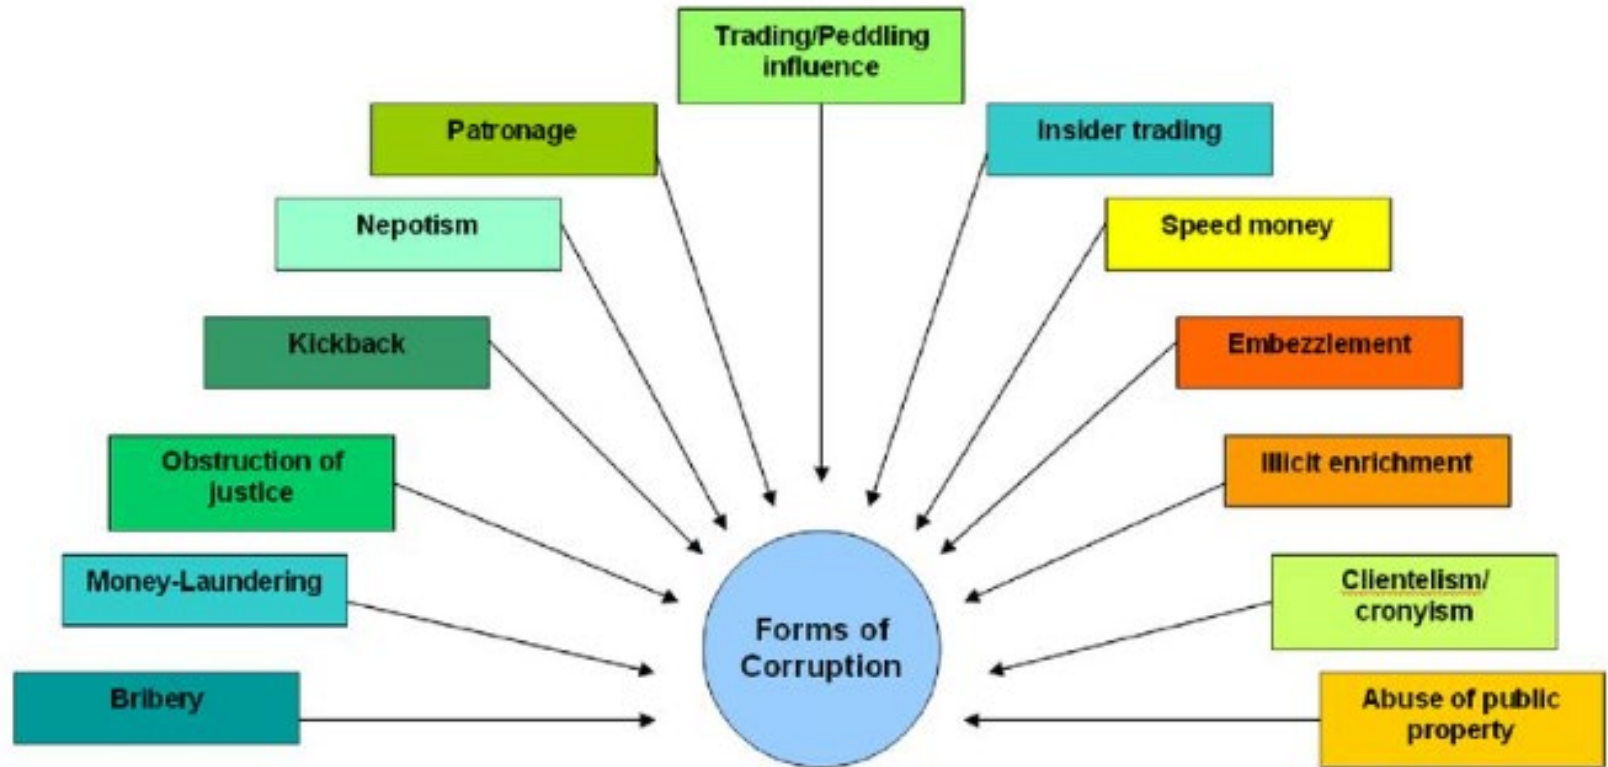 Trading/Peddling
influence
Patronage
Insider trading
Nepotism
Speed money
Kickback
Embezzlement
Obstruction of
justice
Illicit enrichment
Money-Laundering
Clientelism/
cronyism
Forms of
Corruption
Bribery
Abuse of public
property